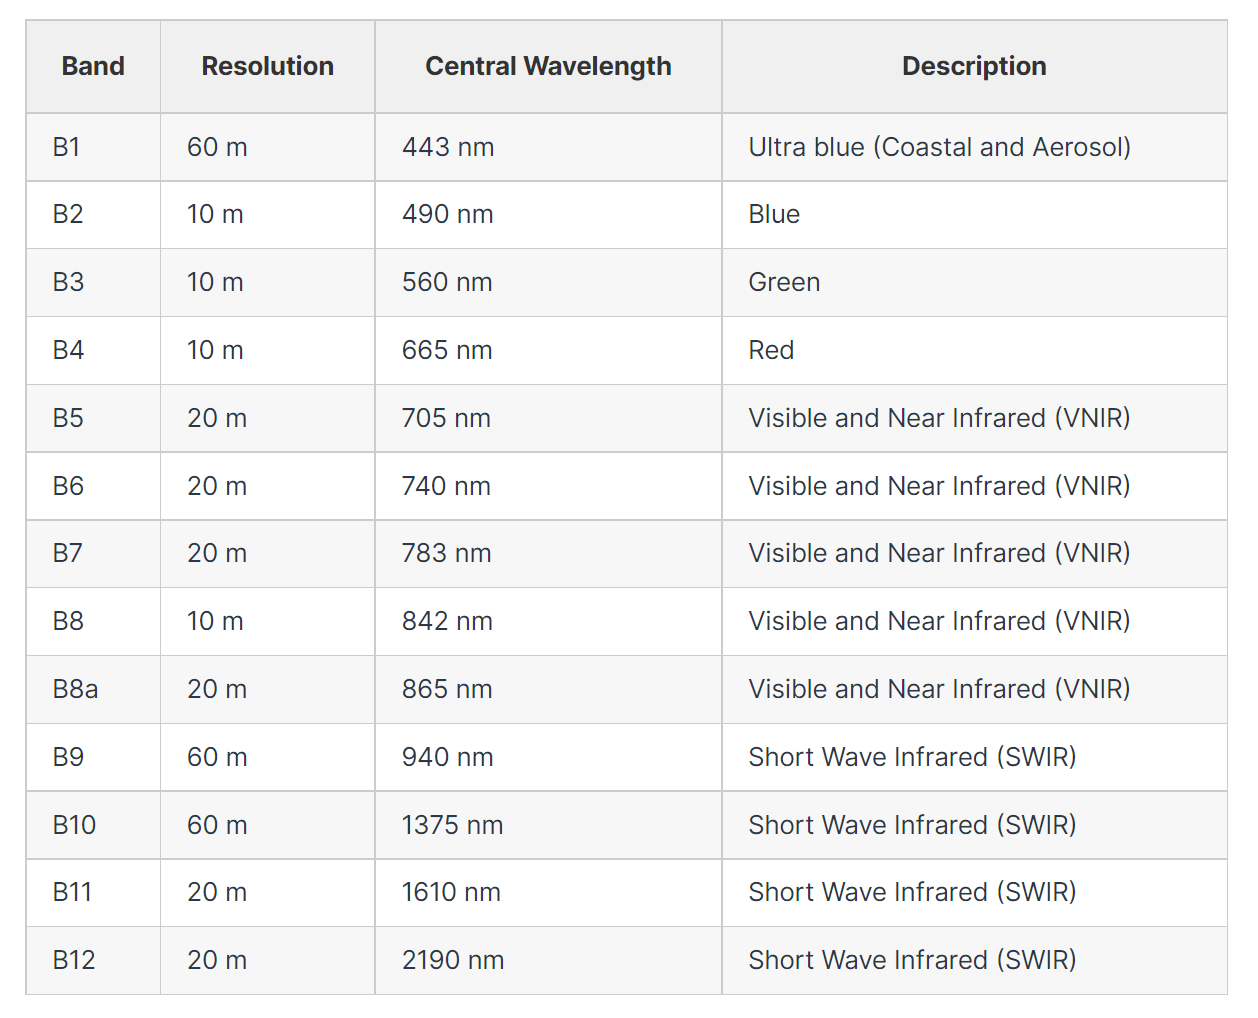 Band Resolution Central Wavelength Description
B1 60 m 443 nm Ultra blue (Coastal and Aerosol)
B2 10 m 490 nm Blue
B3 10 m 560 nm Green
B4 10 m 665 nm Red
B5 20 m 705 nm Visible and Near Infrared (VNIR)
B6 20 m 740 nm Visible and Near Infrared (VNIR)
B7 20 m 783 nm Visible and Near Infrared (VNIR)
B8 10 m 842 nm Visible and Near Infrared (VNIR)
B8a 20 m 865 nm Visible and Near Infrared (VNIR)
B9 60 m 940 nm Short Wave Infrared (SWIR)
B10 60 m 1375 nm Short Wave Infrared (SWIR)
B11 20 m 1610 nm Short Wave Infrared (SWIR)
B12 20 m 2190 nm Short Wave Infrared (SWIR)